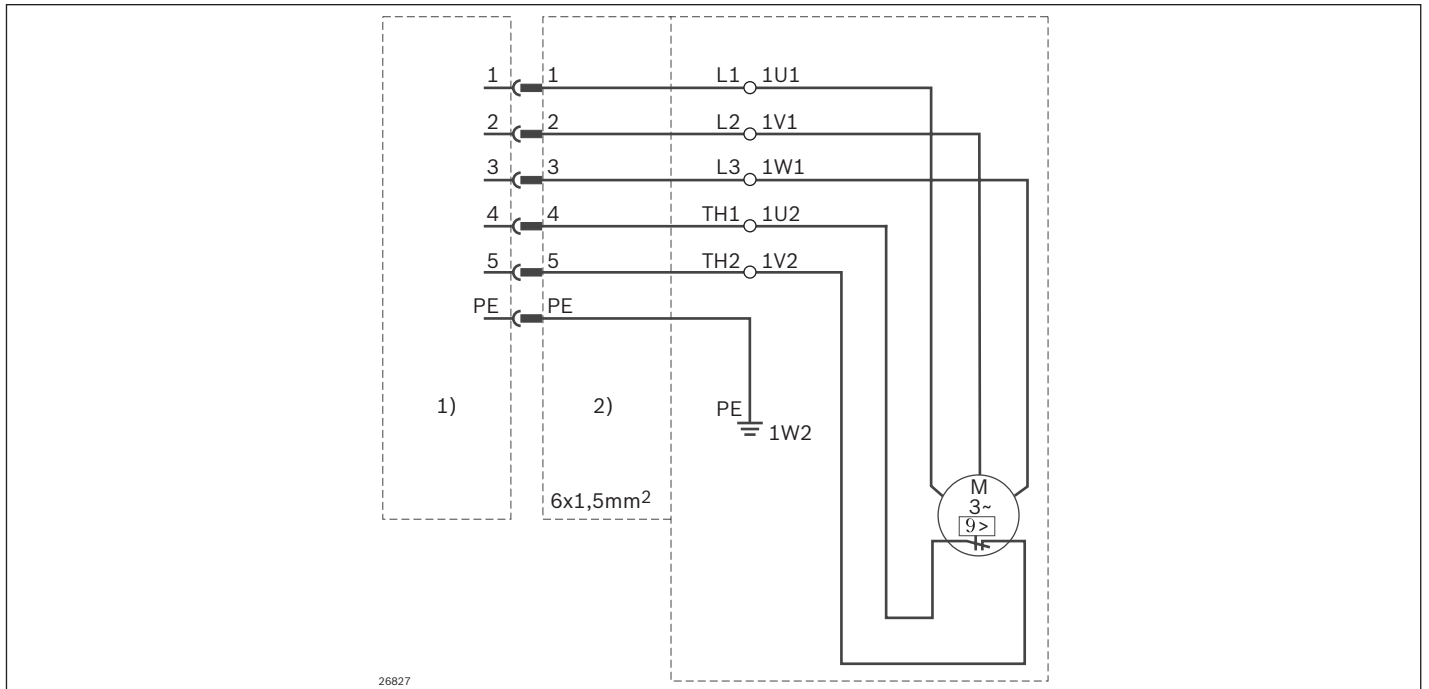 1 1 L1 1U1
2 2 L2 1V1
3 3 L3 1W1
4 4 TH1 1U2
5 5 TH2 1V2
PE PE
1) 2) PE
1W2
6x1,5mm²
M
3~
9>
26827